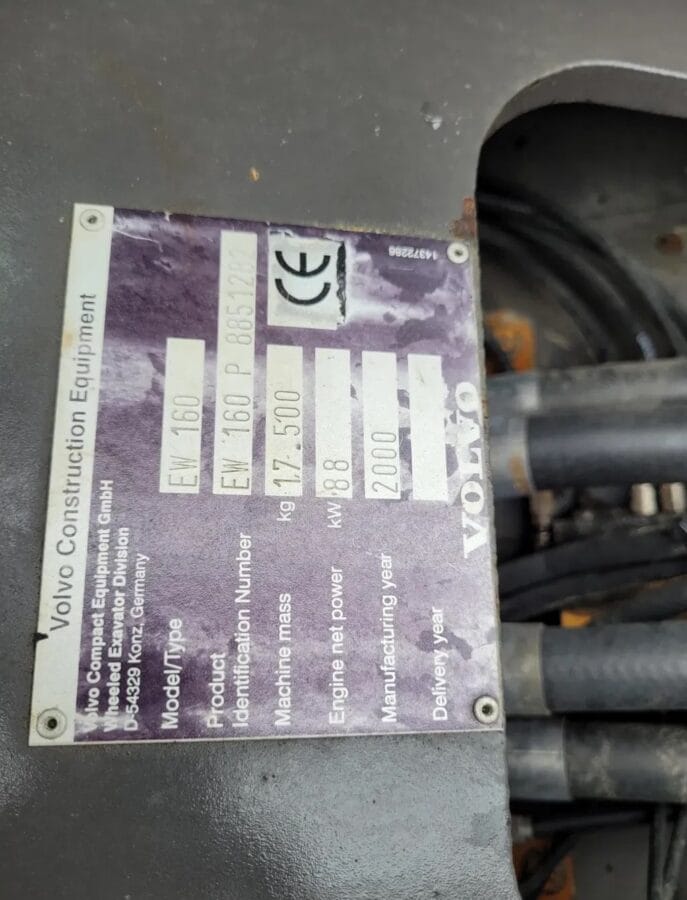 Volvo Construction Equipment
Volvo Compact Equipment GmbH
Wheeled Exavator Division
D-54329 Konz, Germany
Model/Type EW 160
Product
Identification Number EW 160 P 8851282
Machine mass kg 17.500
Engine net power kW 88
Manufacturing year 2000
Delivery year
CE
14372286
VOLVO